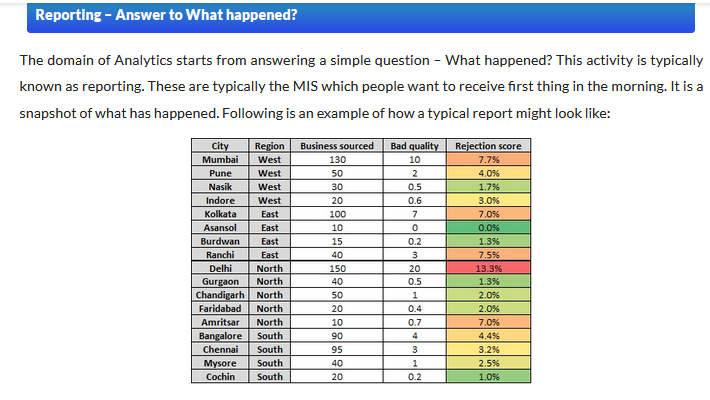 Reporting – Answer to What happened?
The domain of Analytics starts from answering a simple question – What happened? This activity is typically
known as reporting. These are typically the MIS which people want to receive first thing in the morning. It is a
snapshot of what has happened. Following is an example of how a typical report might look like:
City Region Business sourced Bad quality Rejection score
Mumbai West 130 10 7.7%
Pune West 50 2 4.0%
Nasik West 30 0.5 1.7%
Indore West 20 0.6 3.0%
Kolkata East 100 7 7.0%
Asansol East 10 0 0.0%
Burdwan East 15 0.2 1.3%
Ranchi East 40 3 7.5%
Delhi North 150 20 13.3%
Gurgaon North 40 0.5 1.3%
Chandigarh North 50 1 2.0%
Faridabad North 20 0.4 2.0%
Amritsar North 10 0.7 7.0%
Bangalore South 90 4 4.4%
Chennai South 95 3 3.2%
Mysore South 40 1 2.5%
Cochin South 20 0.2 1.0%